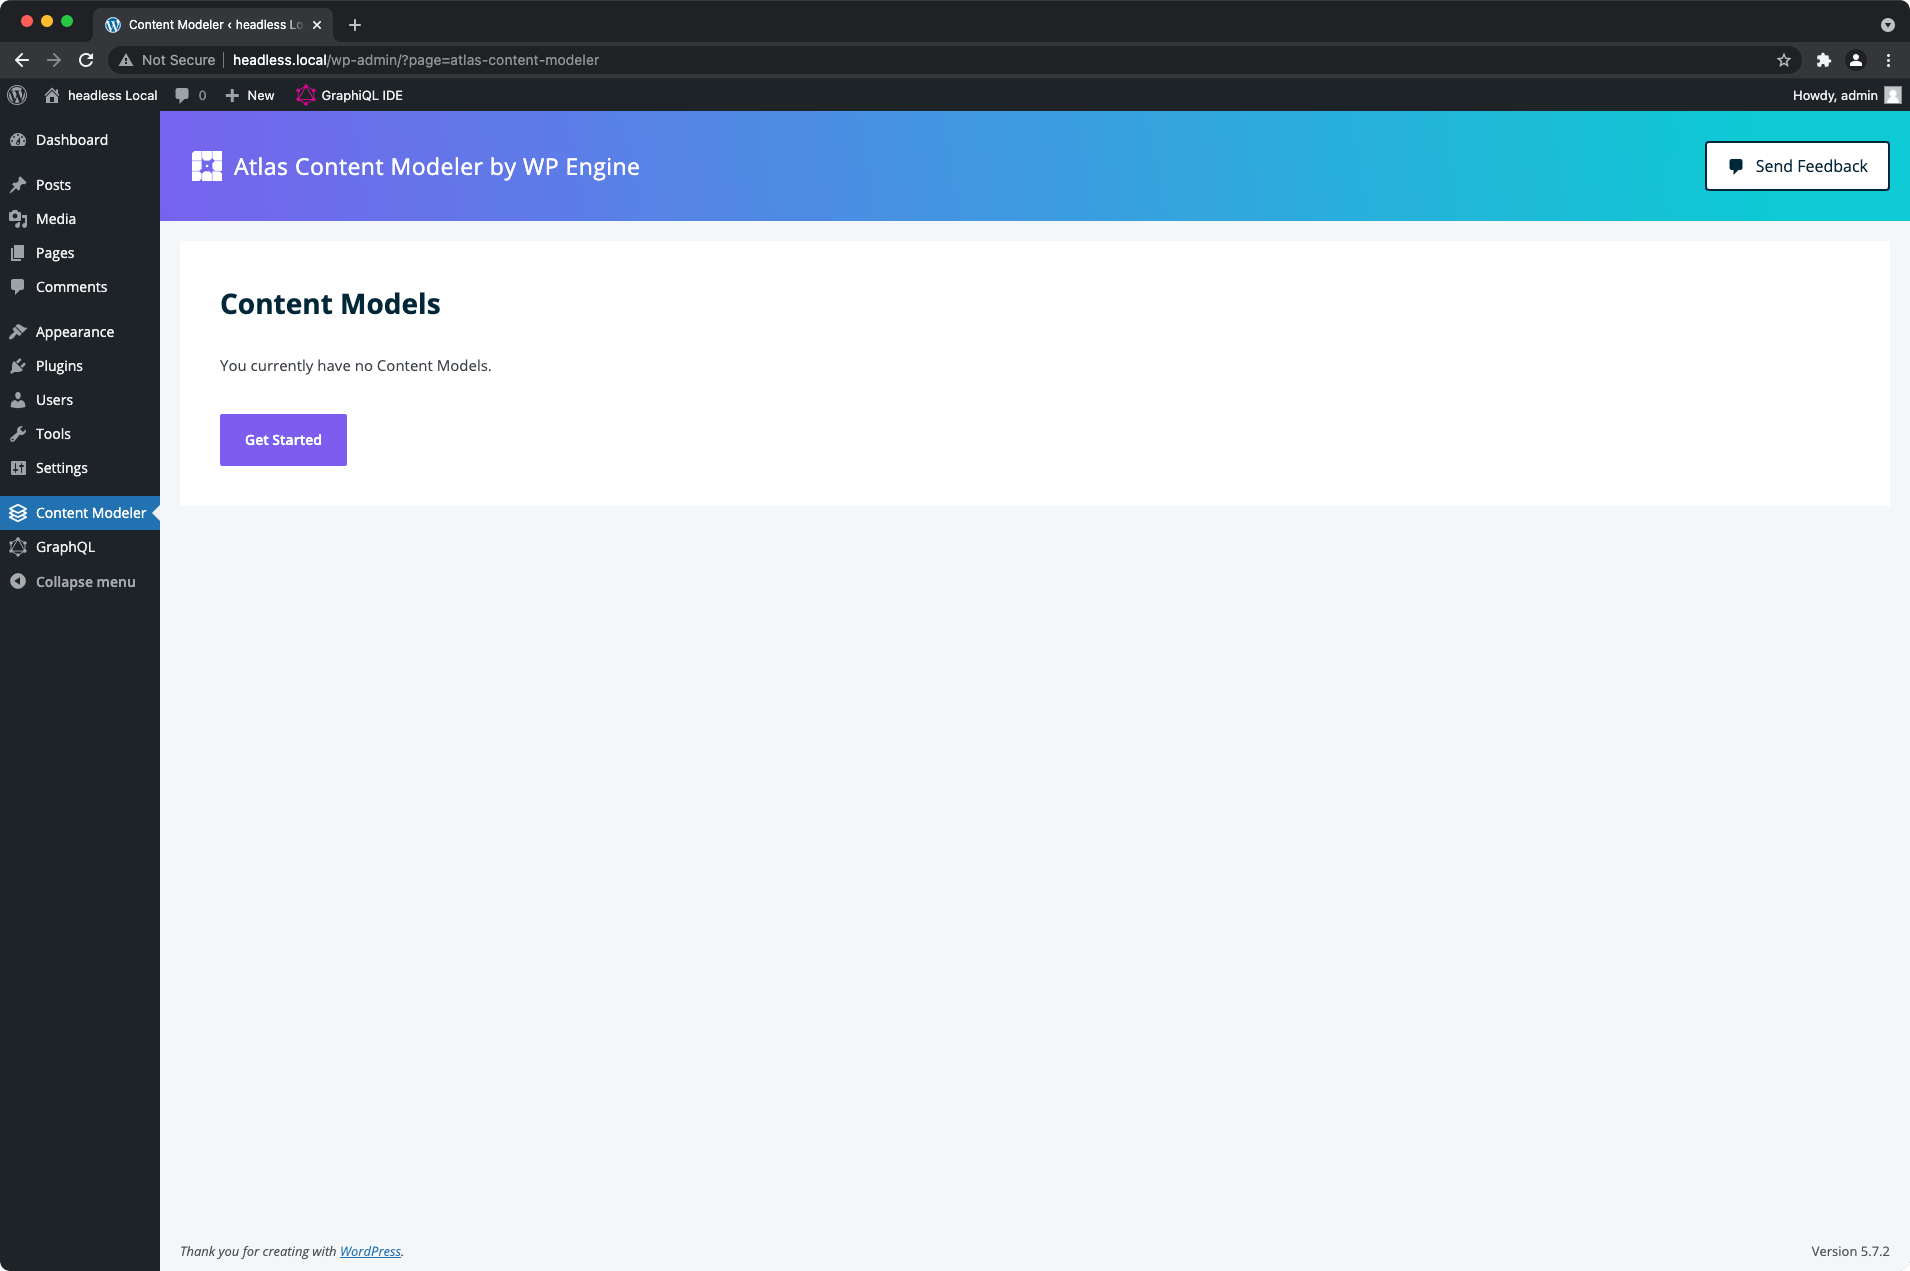 Content Modeler ‹ headless Lo
Not Secure headless.local/wp-admin/?page=atlas-content-modeler
headless Local 0 New GraphiQL IDE Howdy, admin
Dashboard
Posts
Media
Pages
Comments
Appearance
Plugins
Users
Tools
Settings
Content Modeler
GraphQL
Collapse menu
Atlas Content Modeler by WP Engine
Send Feedback
Content Models
You currently have no Content Models.
Get Started
Thank you for creating with WordPress.
Version 5.7.2